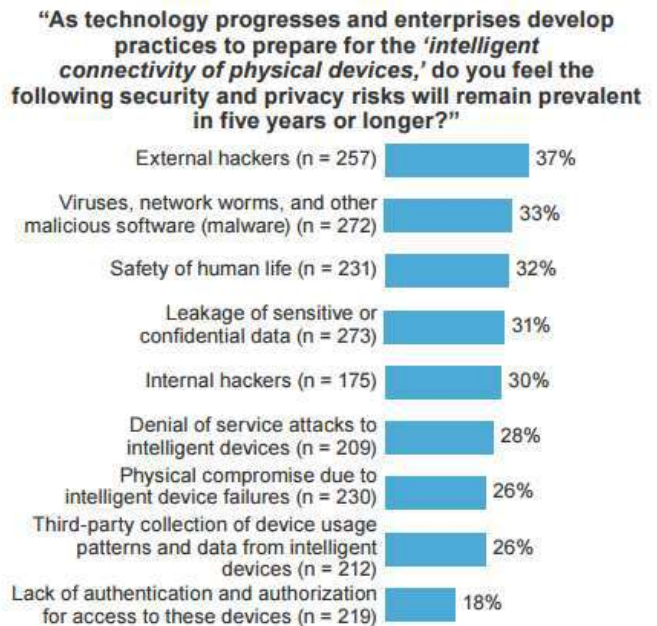 “As technology progresses and enterprises develop
practices to prepare for the ‘intelligent
connectivity of physical devices,’ do you feel the
following security and privacy risks will remain prevalent
in five years or longer?”
External hackers (n = 257) 37%
Viruses, network worms, and other
malicious software (malware) (n = 272) 33%
Safety of human life (n = 231) 32%
Leakage of sensitive or
confidential data (n = 273) 31%
Internal hackers (n = 175) 30%
Denial of service attacks to
intelligent devices (n = 209) 28%
Physical compromise due to
intelligent device failures (n = 230) 26%
Third-party collection of device usage
patterns and data from intelligent 26%
devices (n = 212)
Lack of authentication and authorization
for access to these devices (n = 219) 18%